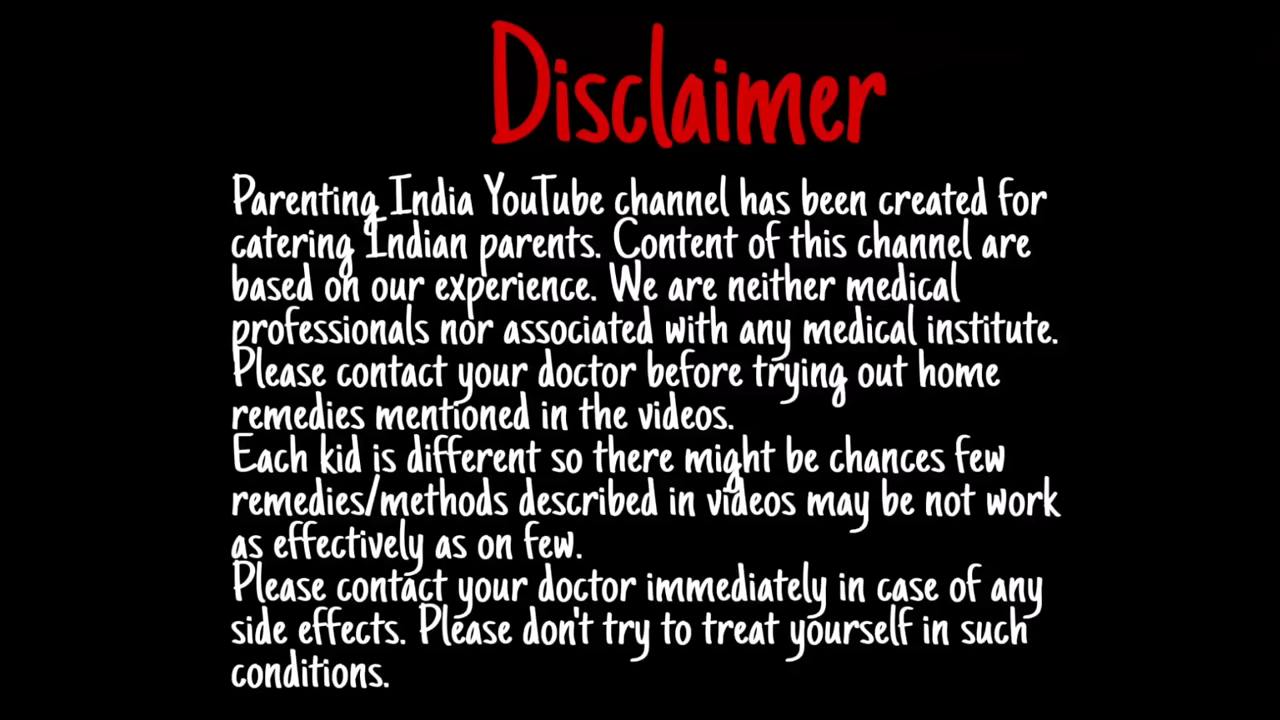 Disclaimer
Parenting India YouTube channel has been created for
catering Indian parents. Content of this channel are
based on our experience. We are neither medical
professionals nor associated with any medical institute.
Please contact your doctor before trying out home
remedies mentioned in the videos.
Each kid is different so there might be chances few
remedies/methods described in videos may be not work
as effectively as on few.
Please contact your doctor immediately in case of any
side effects. Please don't try to treat yourself in such
conditions.